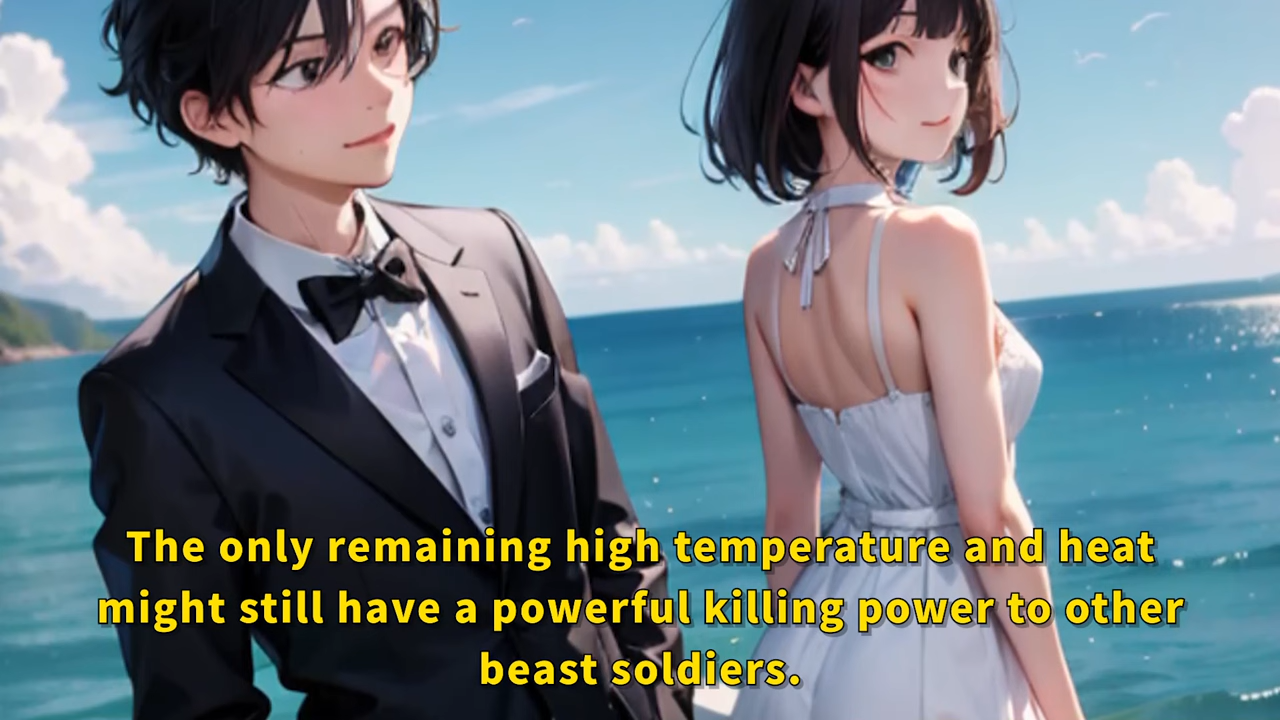 The only remaining high temperature and heat
might still have a powerful killing power to other
beast soldiers.